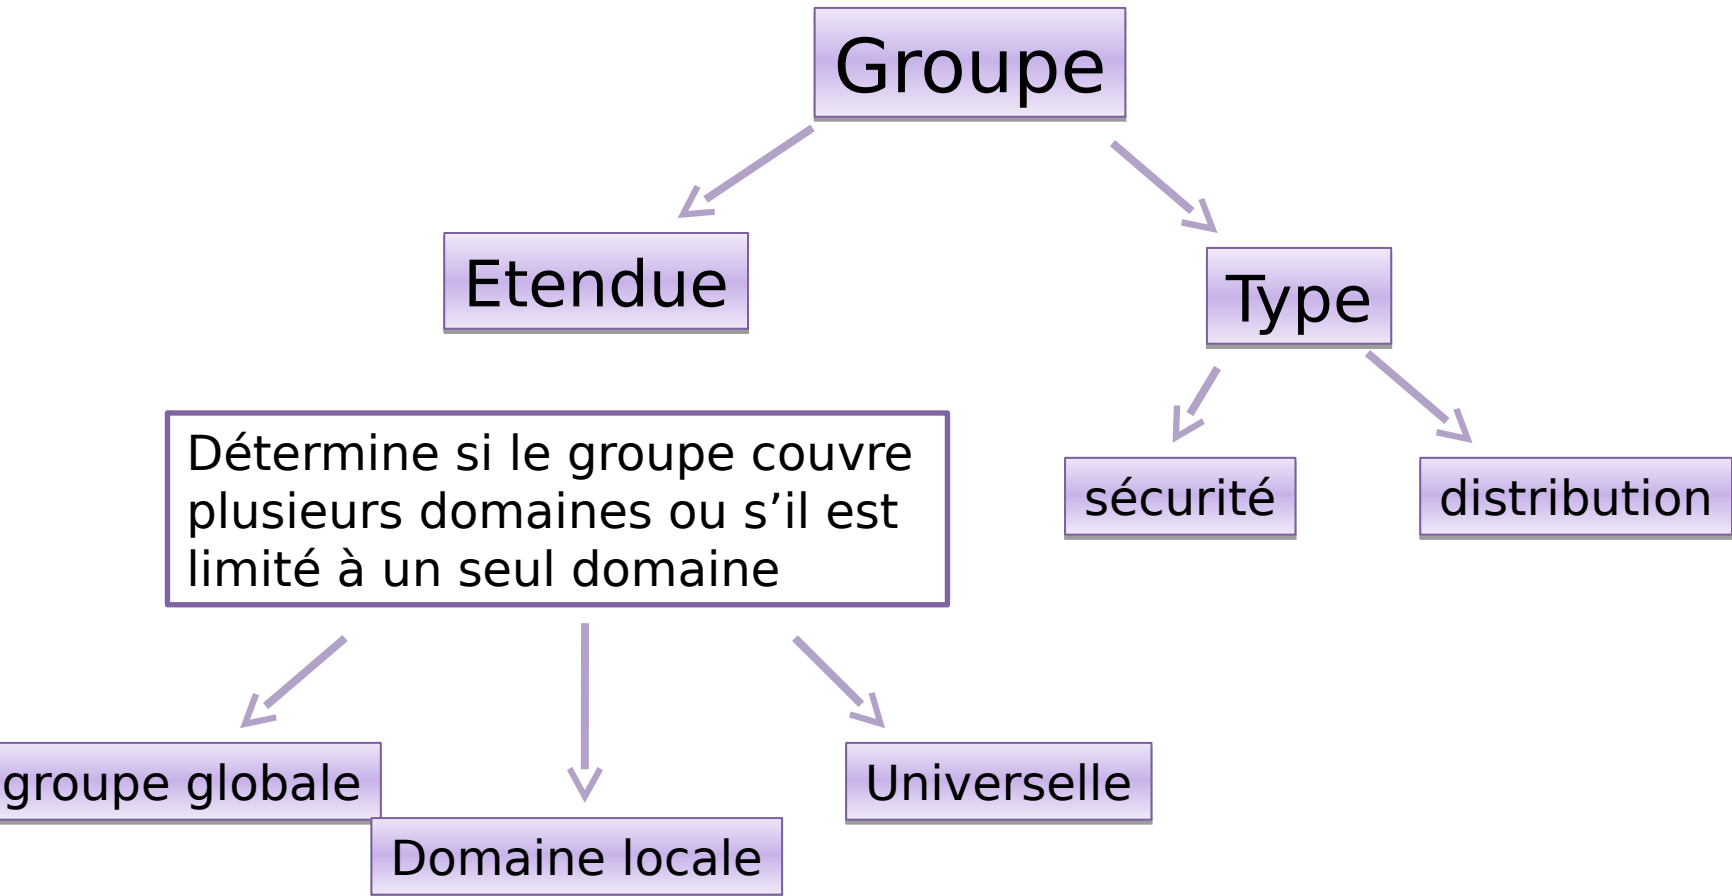 Groupe
Etendue
Type
Détermine si le groupe couvre
plusieurs domaines ou s’il est
limité à un seul domaine
sécurité
distribution
groupe globale
Domaine locale
Universelle